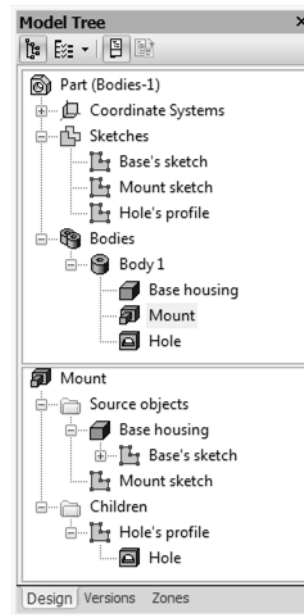 Model Tree
Part (Bodies-1)
Coordinate Systems
Sketches
Base's sketch
Mount sketch
Hole's profile
Bodies
Body 1
Base housing
Mount
Hole
Mount
Source objects
Base housing
Base's sketch
Mount sketch
Children
Hole's profile
Hole
Design Versions Zones